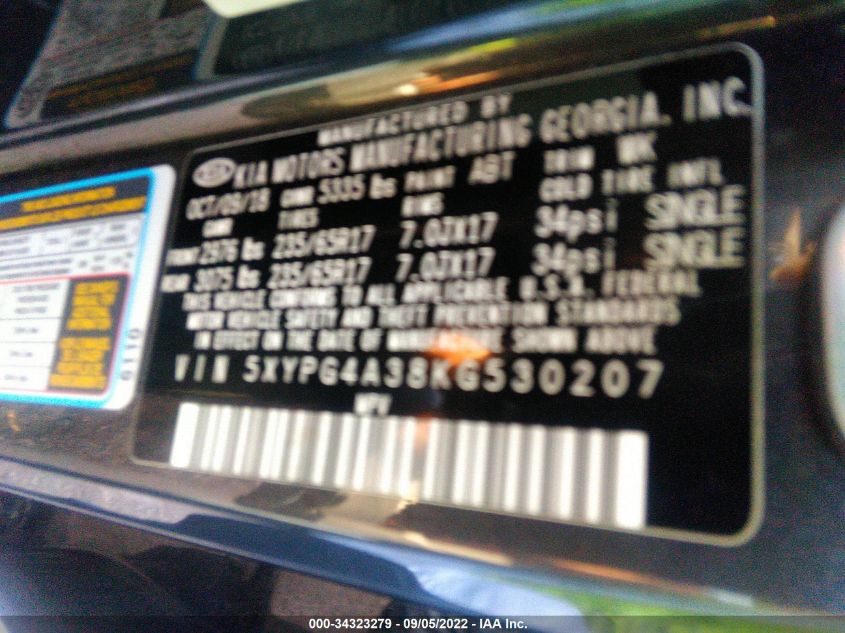 MANUFACTURED BY
KIA KIA MOTORS MANUFACTURING GEORGIA, INC.
OCT/09/18 GVWR 5335 lbs PAINT ABT TRIM WK
GAWR TIRES RIMS COLD TIRE INFL
FRONT 2976 lbs 235/65R17 7.0JX17 34psi SINGLE
REAR 3075 lbs 235/65R17 7.0JX17 34psi SINGLE
THIS VEHICLE CONFORMS TO ALL APPLICABLE U.S.A. FEDERAL
MOTOR VEHICLE SAFETY AND THEFT PREVENTION STANDARDS
IN EFFECT ON THE DATE OF MANUFACTURE SHOWN ABOVE
VIN 5XYPG4A38KG530207
MPV
0110
000-34323279 - 09/05/2022 - IAA Inc.